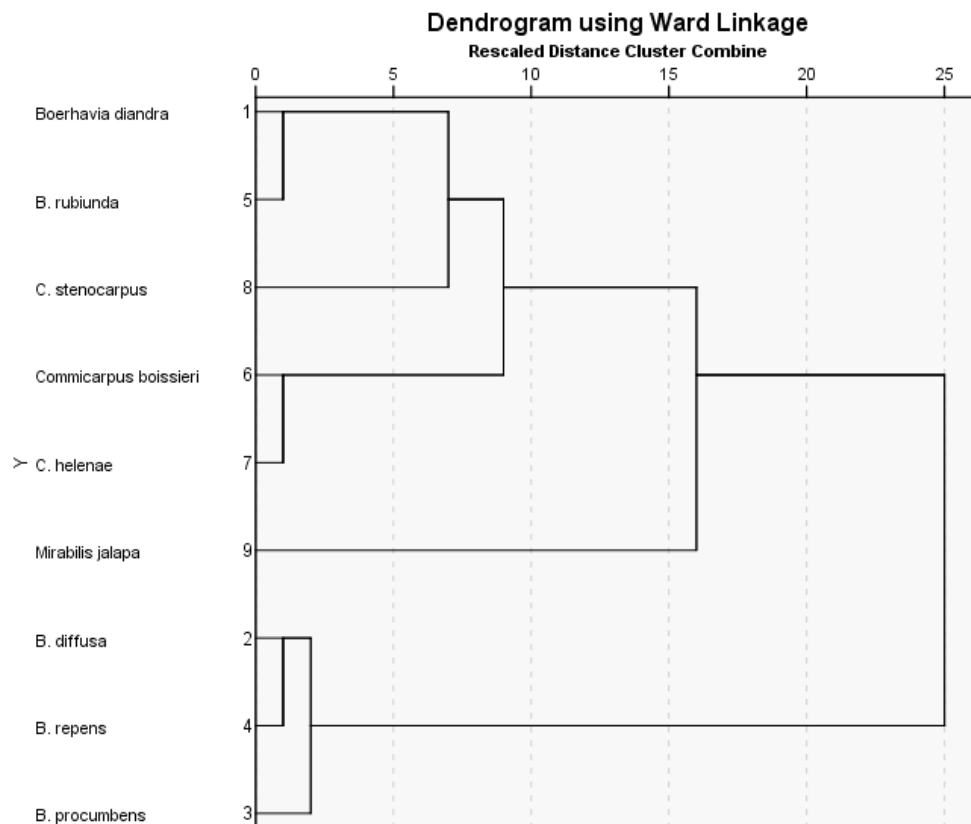 Dendrogram using Ward Linkage
Rescaled Distance Cluster Combine
0 5 10 15 20 25
Boerhavia diandra 1
B. rubiunda 5
C. stenocarpus 8
Commicarpus boissieri 6
Y
C. helenae 7
Mirabilis jalapa 9
B. diffusa 2
B. repens 4
B. procumbens 3